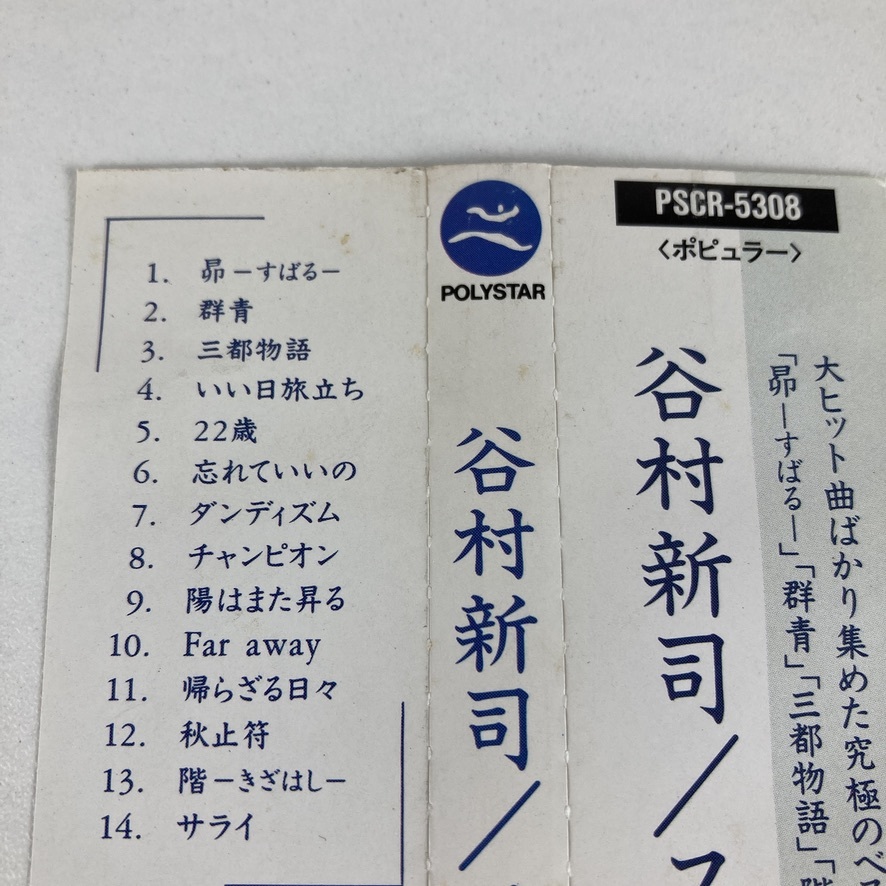 1. 昴－すばる－
2. 群青
3. 三都物語
4. いい日旅立ち
5. 22歳
6. 忘れていいの
7. ダンディズム
8. チャンピオン
9. 陽はまた昇る
10. Far away
11. 帰らざる日々
12. 秋止符
13. 階－きざはし－
14. サライ
POLYSTAR
谷村新司／
PSCR-5308
〈ポピュラー〉
谷村新司／ス
大ヒット曲ばかり集めた究極のベス
「昴－すばる－」「群青」「三都物語」「階